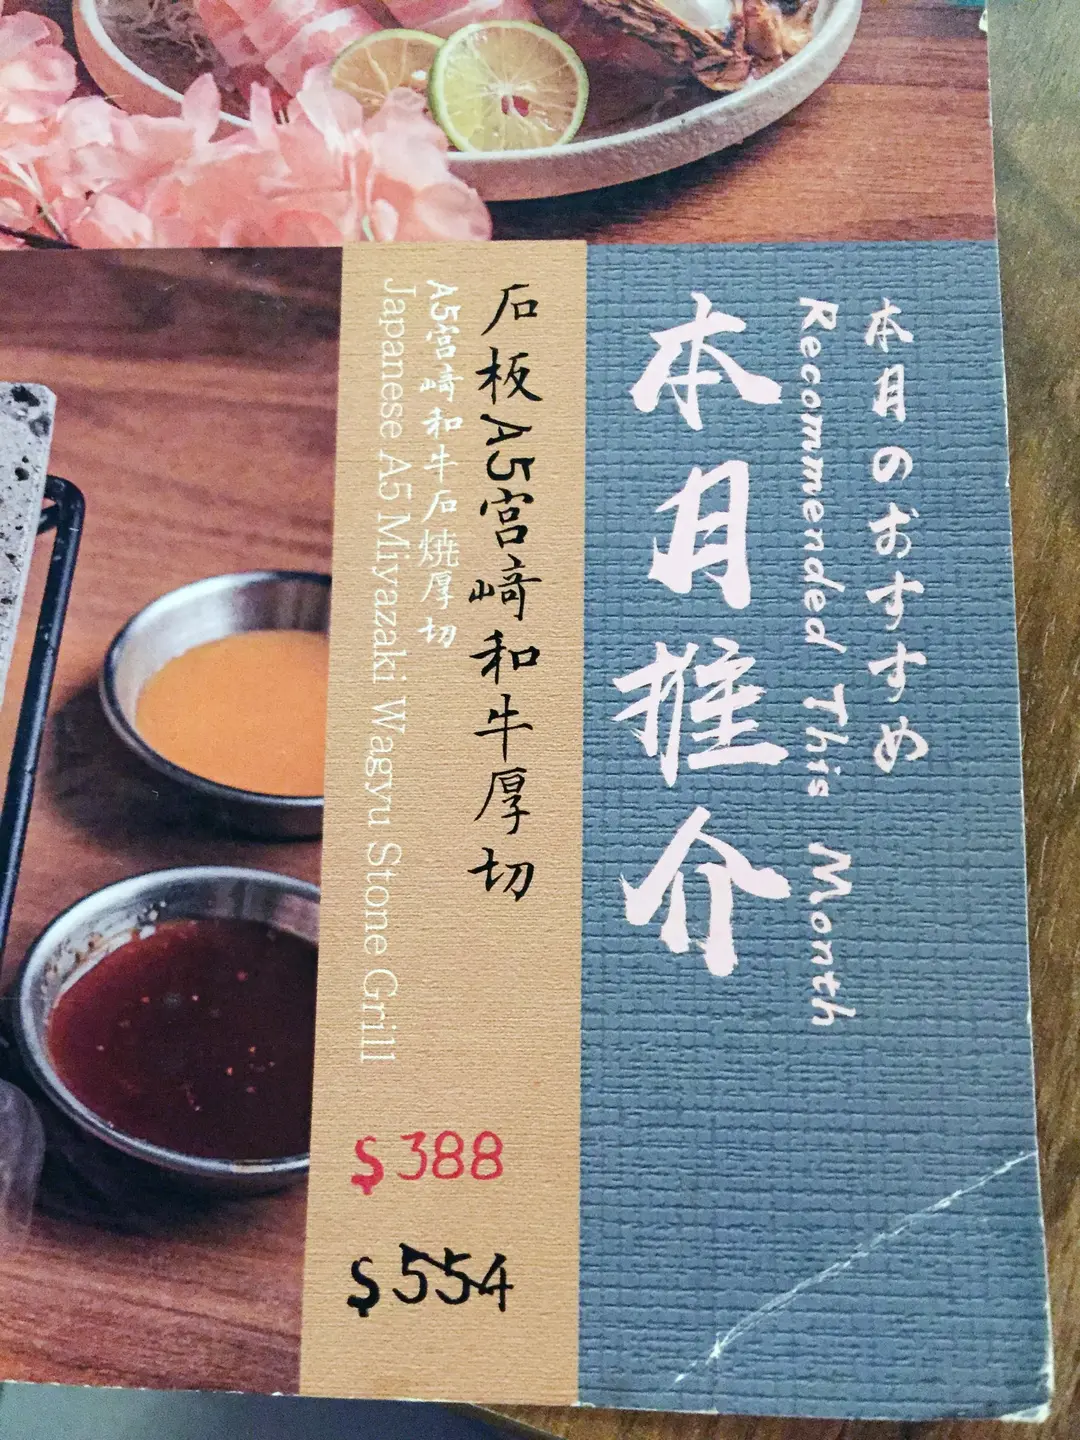 本月のおすすめ
Recommended This Month
本月推介
石板A5宮崎和牛厚切
A5宮崎和牛石燒厚切
Japanese A5 Miyazaki Wagyu Stone Grill
$388
$554